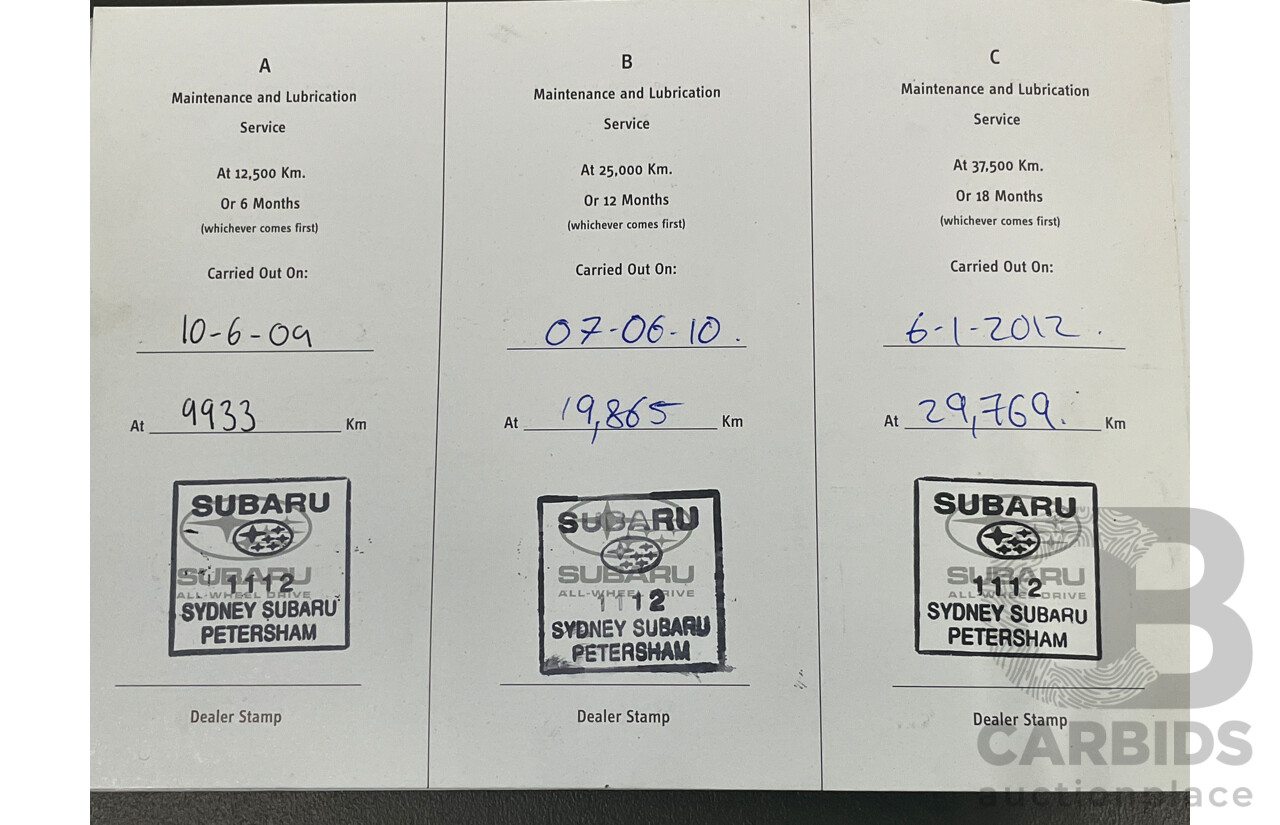 A
Maintenance and Lubrication
Service
At 12,500 Km.
Or 6 Months
(whichever comes first)
Carried Out On:
10-6-09
At 9933 Km
SUBARU
SUBARU
1112
ALL-WHEEL DRIVE
SYDNEY SUBARU
PETERSHAM
Dealer Stamp
B
Maintenance and Lubrication
Service
At 25,000 Km.
Or 12 Months
(whichever comes first)
Carried Out On:
07-06-10.
At 19,865 Km
SUBARU
SUBARU
ALL-WHEEL DRIVE
1112
SYDNEY SUBARU
PETERSHAM
Dealer Stamp
C
Maintenance and Lubrication
Service
At 37,500 Km.
Or 18 Months
(whichever comes first)
Carried Out On:
6-1-2012.
At 29,769. Km
SUBARU
SUBARU
1112
ALL-WHEEL DRIVE
SYDNEY SUBARU
PETERSHAM
Dealer Stamp
B
CARBIDS
auctionplace